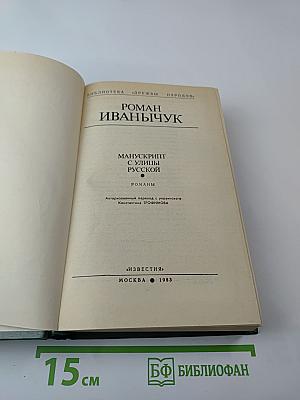 БИБЛИОТЕКА «ДРУЖБЫ НАРОДОВ»
РОМАН
ИВАНЫЧУК
МАНУСКРИПТ
С УЛИЦЫ
РУССКОЙ
●
РОМАНЫ
Авторизованный перевод с украинского
Константина ТРОФИМОВА
«ИЗВЕСТИЯ»
МОСКВА ● 1983
15 см
БФ БИБЛИОФАН